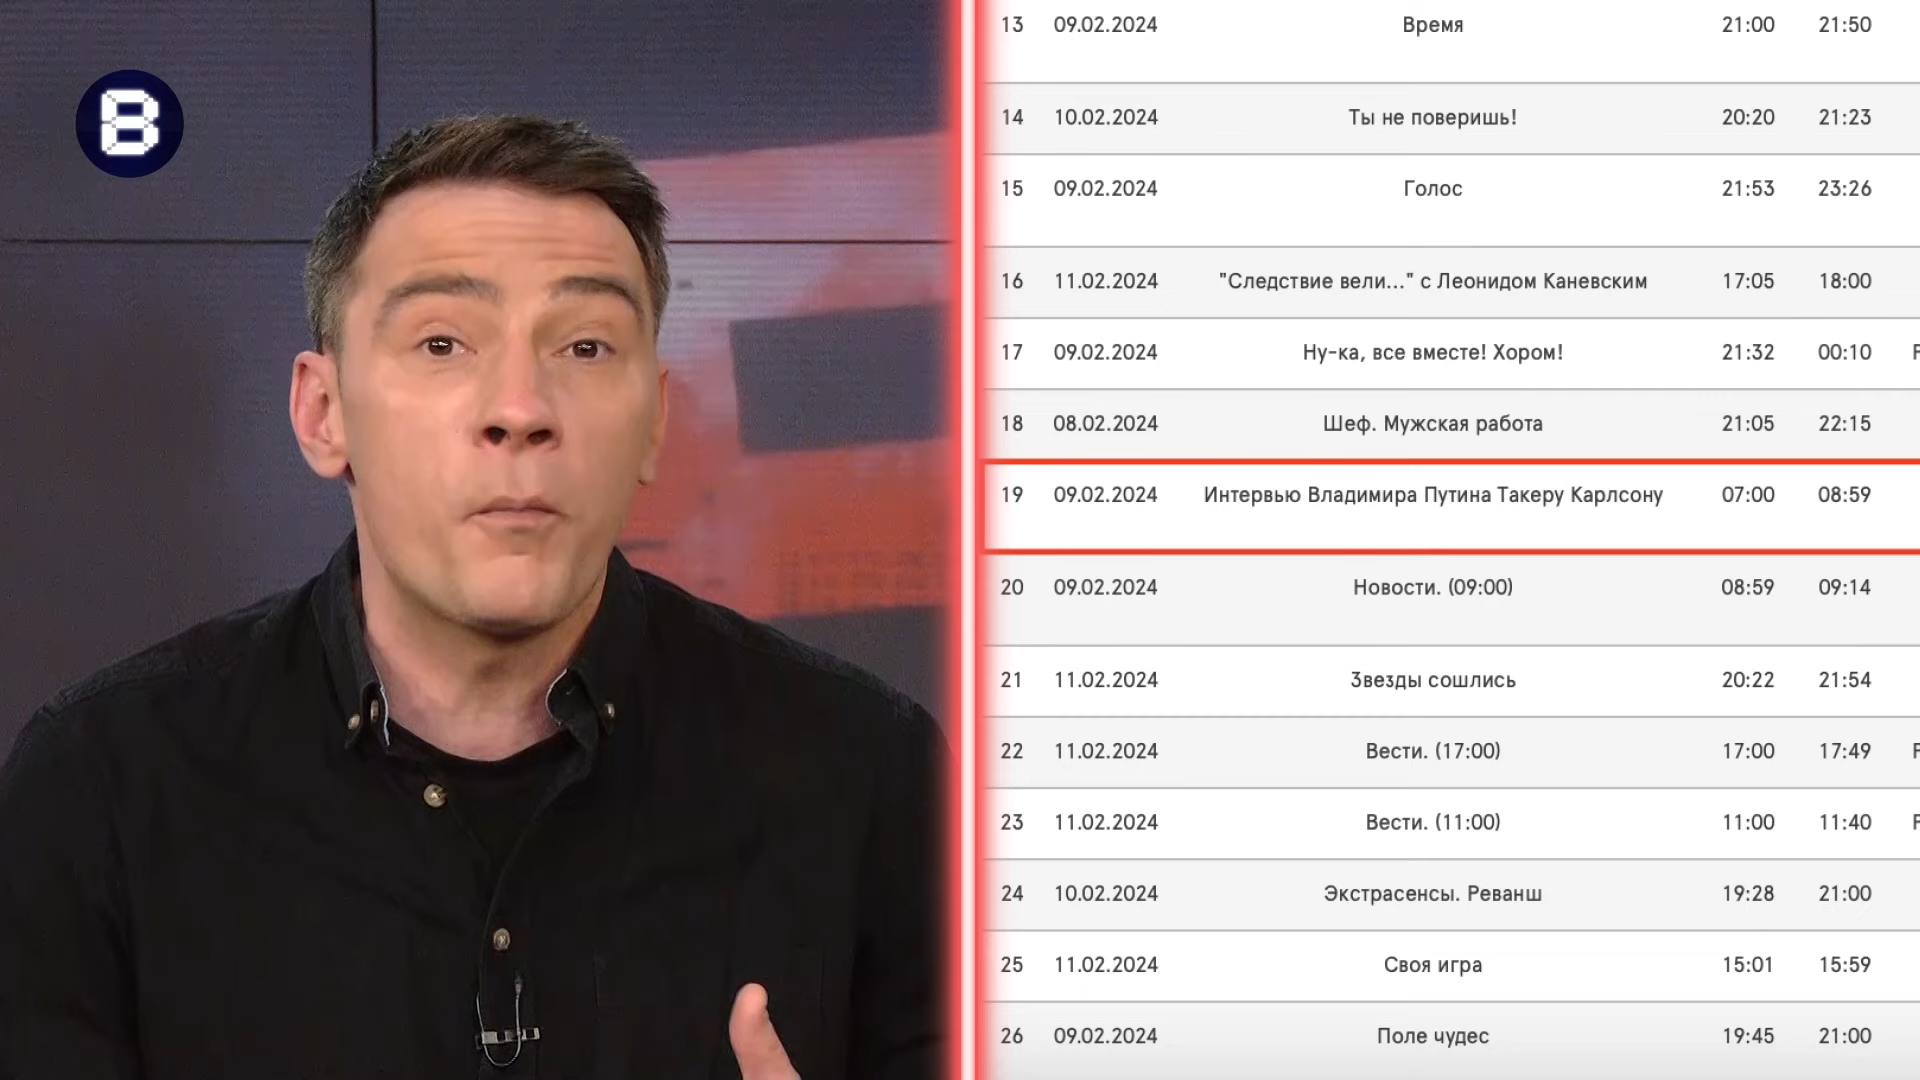 B
13 09.02.2024 Время 21:00 21:50
14 10.02.2024 Ты не поверишь! 20:20 21:23
15 09.02.2024 Голос 21:53 23:26
16 11.02.2024 "Следствие вели..." с Леонидом Каневским 17:05 18:00
17 09.02.2024 Ну-ка, все вместе! Хором! 21:32 00:10
18 08.02.2024 Шеф. Мужская работа 21:05 22:15
19 09.02.2024 Интервью Владимира Путина Такеру Карлсону 07:00 08:59
20 09.02.2024 Новости. (09:00) 08:59 09:14
21 11.02.2024 Звезды сошлись 20:22 21:54
22 11.02.2024 Вести. (17:00) 17:00 17:49
23 11.02.2024 Вести. (11:00) 11:00 11:40
24 10.02.2024 Экстрасенсы. Реванш 19:28 21:00
25 11.02.2024 Своя игра 15:01 15:59
26 09.02.2024 Поле чудес 19:45 21:00